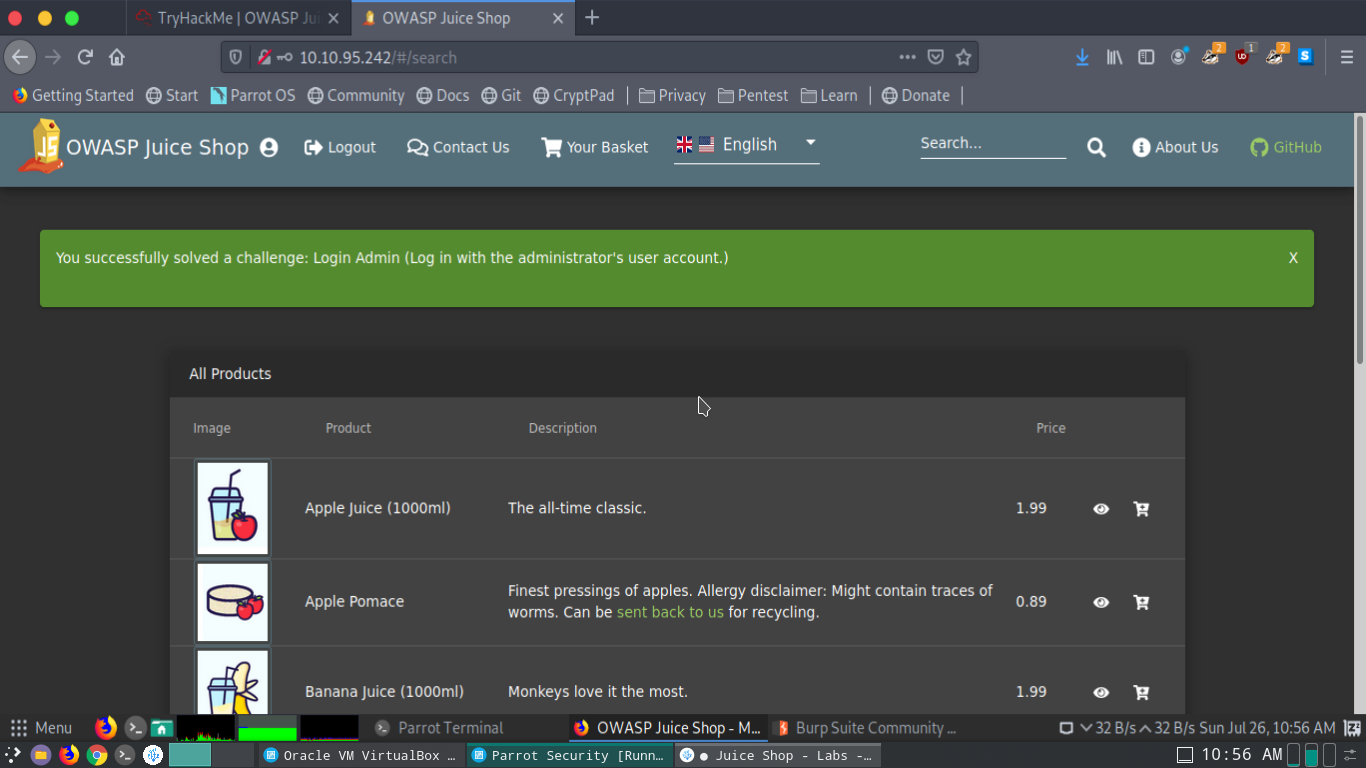 TryHackMe | OWASP Jui
OWASP Juice Shop
10.10.95.242/#/search
2 1 2 S
Getting Started Start Parrot OS Community Docs Git CryptPad | Privacy Pentest Learn | Donate |
JS OWASP Juice Shop Logout Contact Us Your Basket English Search... About Us GitHub
You successfully solved a challenge: Login Admin (Log in with the administrator's user account.) X
All Products
Image Product Description Price
Apple Juice (1000ml) The all-time classic. 1.99
Apple Pomace Finest pressings of apples. Allergy disclaimer: Might contain traces of
worms. Can be sent back to us for recycling. 0.89
Banana Juice (1000ml) Monkeys love it the most. 1.99
Menu Parrot Terminal OWASP Juice Shop - M... Burp Suite Community ... 32 B/s 32 B/s Sun Jul 26, 10:56 AM
Oracle VM VirtualBox … Parrot Security [Runn… ● Juice Shop - Labs -… 10:56 AM